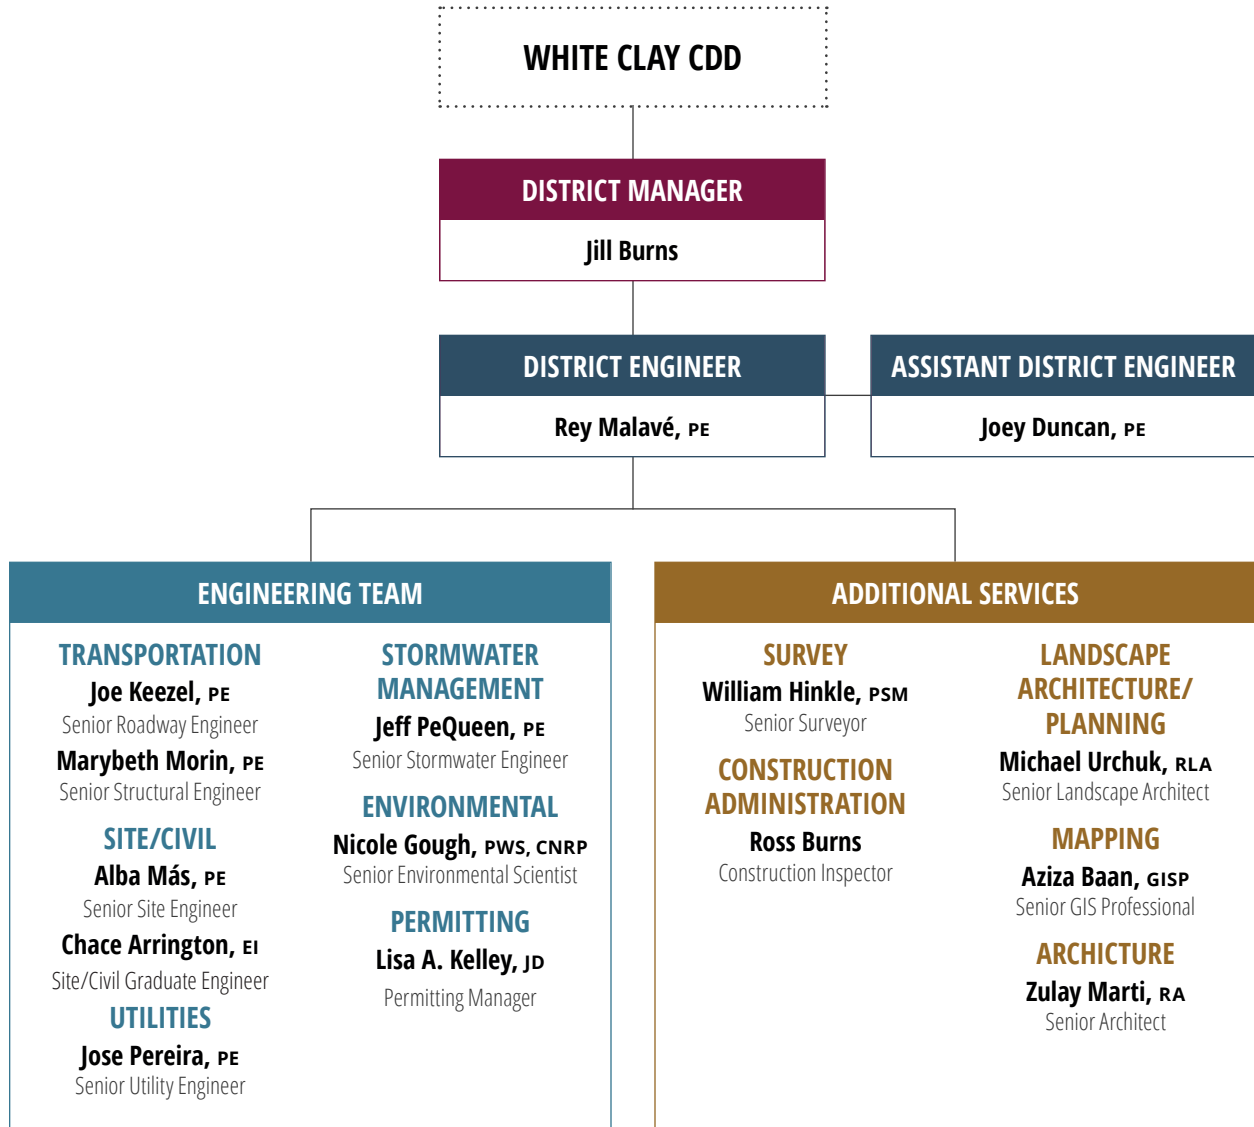 WHITE CLAY CDD
DISTRICT MANAGER
Jill Burns
DISTRICT ENGINEER
Rey Malavé, PE
ASSISTANT DISTRICT ENGINEER
Joey Duncan, PE
ENGINEERING TEAM
TRANSPORTATION
Joe Keezel, PE
Senior Roadway Engineer
Marybeth Morin, PE
Senior Structural Engineer
SITE/CIVIL
Alba Más, PE
Senior Site Engineer
Chace Arrington, EI
Site/Civil Graduate Engineer
UTILITIES
Jose Pereira, PE
Senior Utility Engineer
STORMWATER
MANAGEMENT
Jeff PeQueen, PE
Senior Stormwater Engineer
ENVIRONMENTAL
Nicole Gough, PWS, CNRP
Senior Environmental Scientist
PERMITTING
Lisa A. Kelley, JD
Permitting Manager
ADDITIONAL SERVICES
SURVEY
William Hinkle, PSM
Senior Surveyor
CONSTRUCTION
ADMINISTRATION
Ross Burns
Construction Inspector
LANDSCAPE
ARCHITECTURE/
PLANNING
Michael Urchuk, RLA
Senior Landscape Architect
MAPPING
Aziza Baan, GISP
Senior GIS Professional
ARCHICTURE
Zulay Marti, RA
Senior Architect